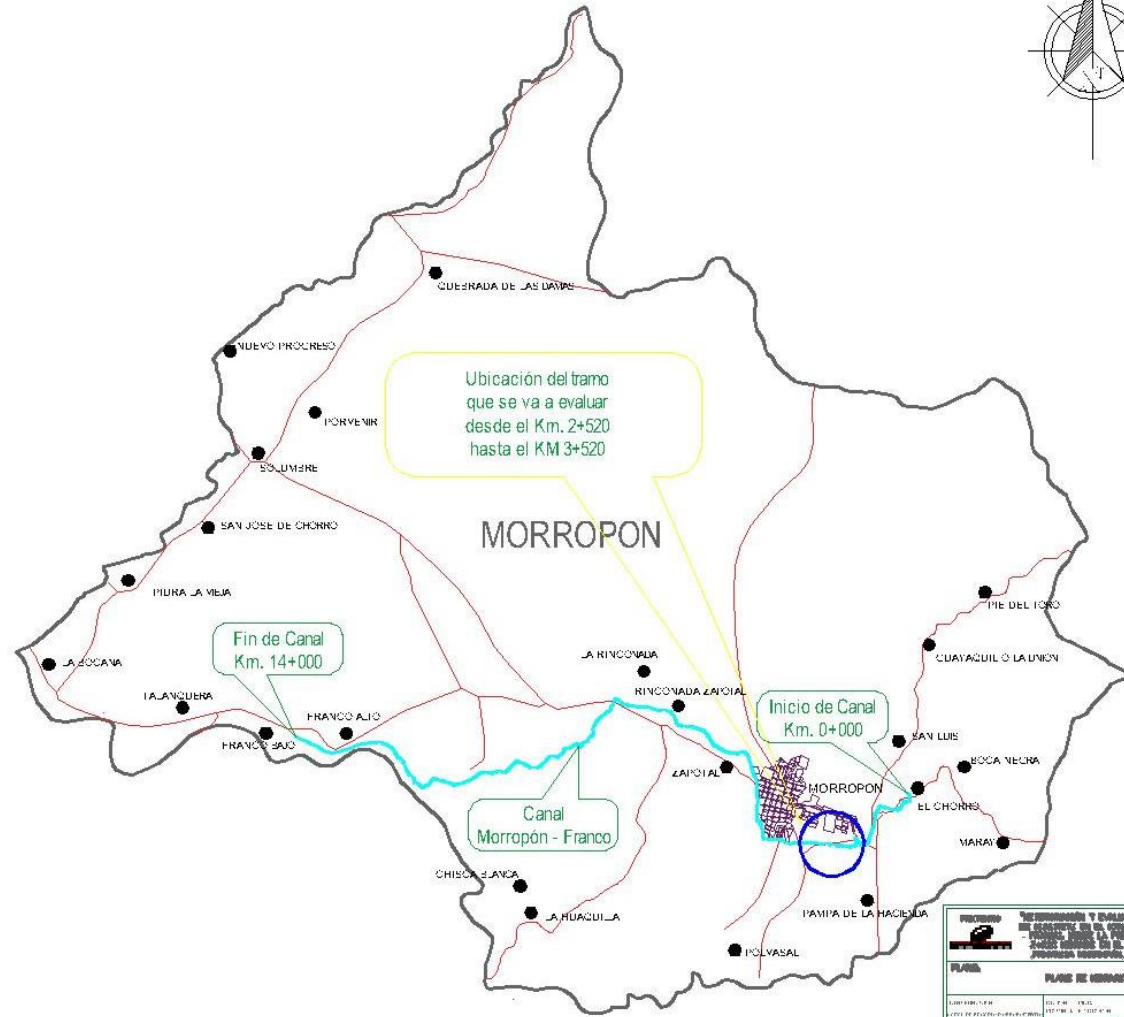 QUEBRADA DE LAS DAMAS
NUEVO PROGRESO
Ubicación del tramo
que se va a evaluar
desde el Km. 2+520
hasta el KM 3+520
PORVENIR
SOLUMBRE
SAN JOSE DE CHORRO
MORROPON
PIURA LA VIEJA
PIE DEL TORO
Fin de Canal
Km. 14+000
GUAYAQUIL O LA UNION
LA BOCANA
LA RINCONADA
TALANQUERA
RINCONADA ZAPOTAL
Inicio de Canal
Km. 0+000
FRANCO BAJO
FRANCO ALTO
SAN LUIS
ZAPOTAL
BOCA NEGRA
MORROPON
EL CHORRO
Canal
Morropón - Franco
MARAY
CHISCA BLANCA
LA HUAQUILLA
PAMPA DE LA HACIENDA
POLVASAL
PROYECTO
PLANO: